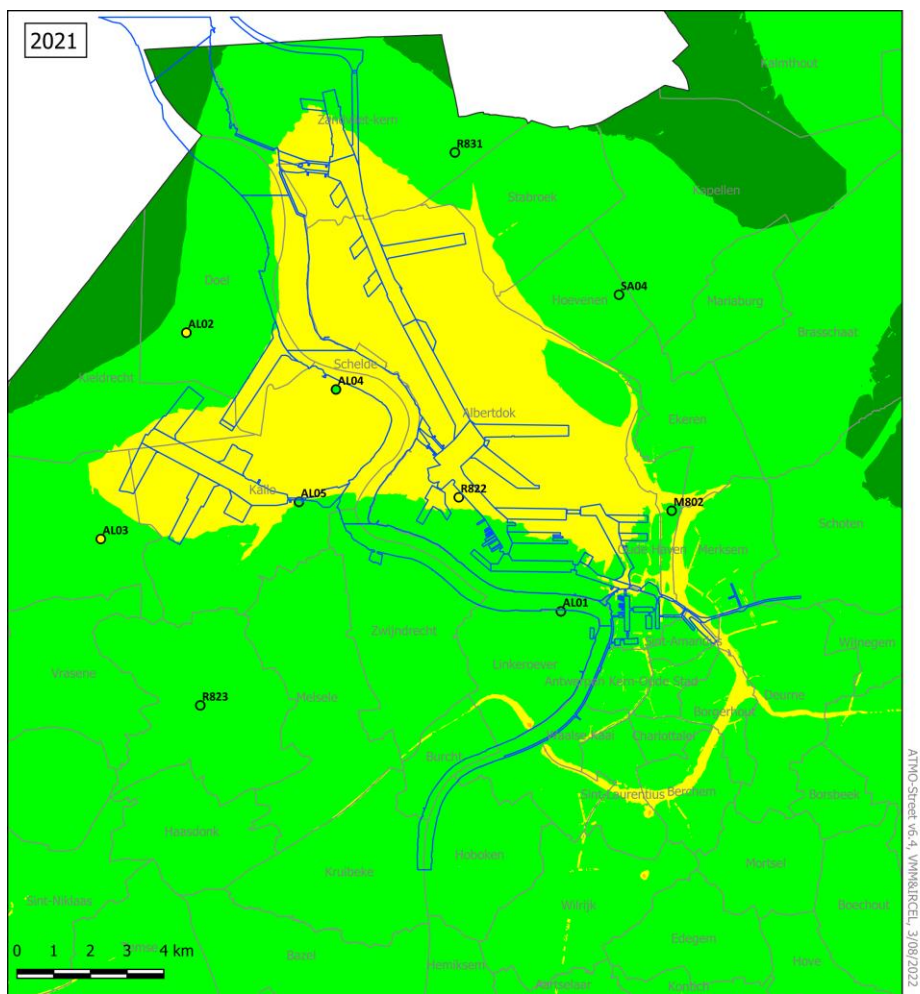 2021
Kalmthout
Zandvliet-kern
R831
Stabroek
Kapellen
Doel
SA04
Hoevenen
Mariaburg
AL02
Brasschaat
Schelde
Kieldrecht
AL04
Albertdok
Ekeren
Kallo
AL05
R822
M802
AL03
Schoten
Oude Haven
Merksem
AL01
Zwijndrecht
Sint-Amandus
Wijnegem
Linkeroever
Vrasene
Antwerpen Kern-Oude Stad
Deurne
R823
Melsele
Borgerhout
Waalse Kaai
Charlottalei
Burcht
Sint-Laurentius
Berchem
Borsbeek
Haasdonk
Hoboken
Mortsel
Kruibeke
Sint-Niklaas
Wilrijk
Boechout
Temse
Edegem
0 1 2 3 4 km
Bazel
Hemiksem
Hove
Aartselaar
Kontich
ATMO-Street v6.4, VMM&IRCEL, 3/08/2022